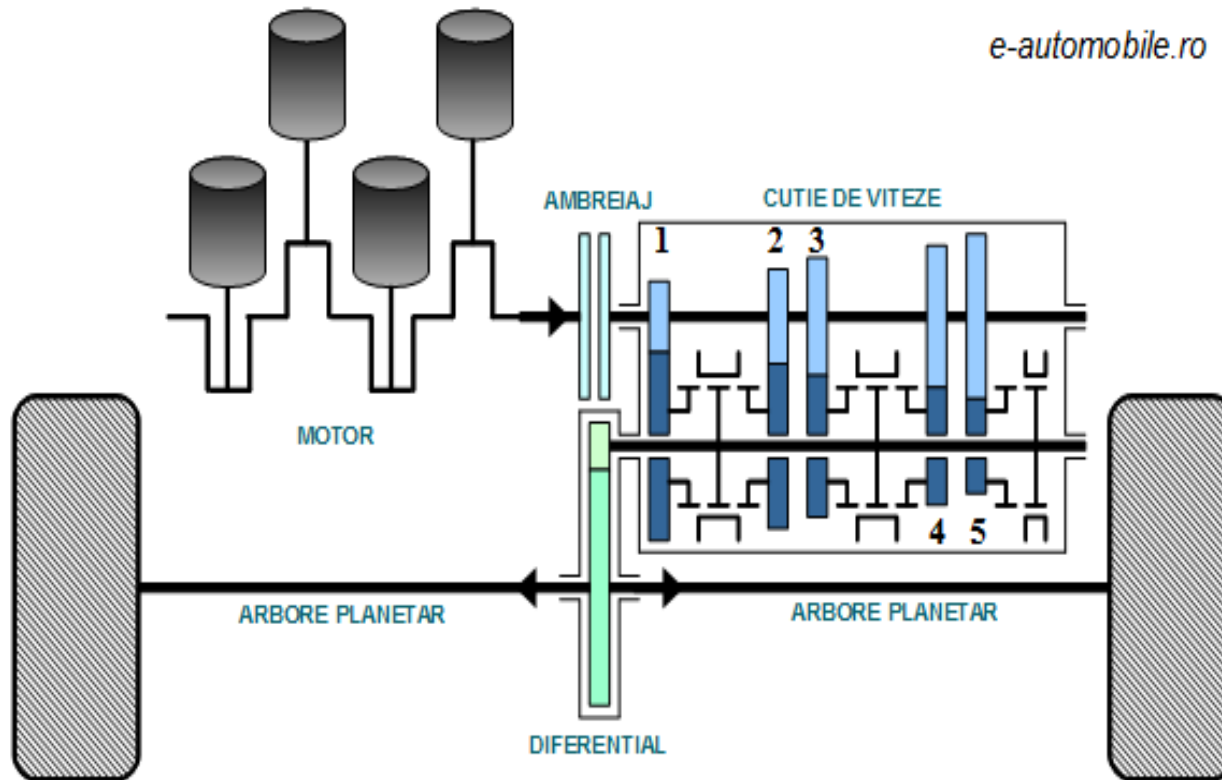 e-automobile.ro
AMBREIAJ
CUTIE DE VITEZE
1
2
3
MOTOR
4
5
ARBORE PLANETAR
ARBORE PLANETAR
DIFERENTIAL